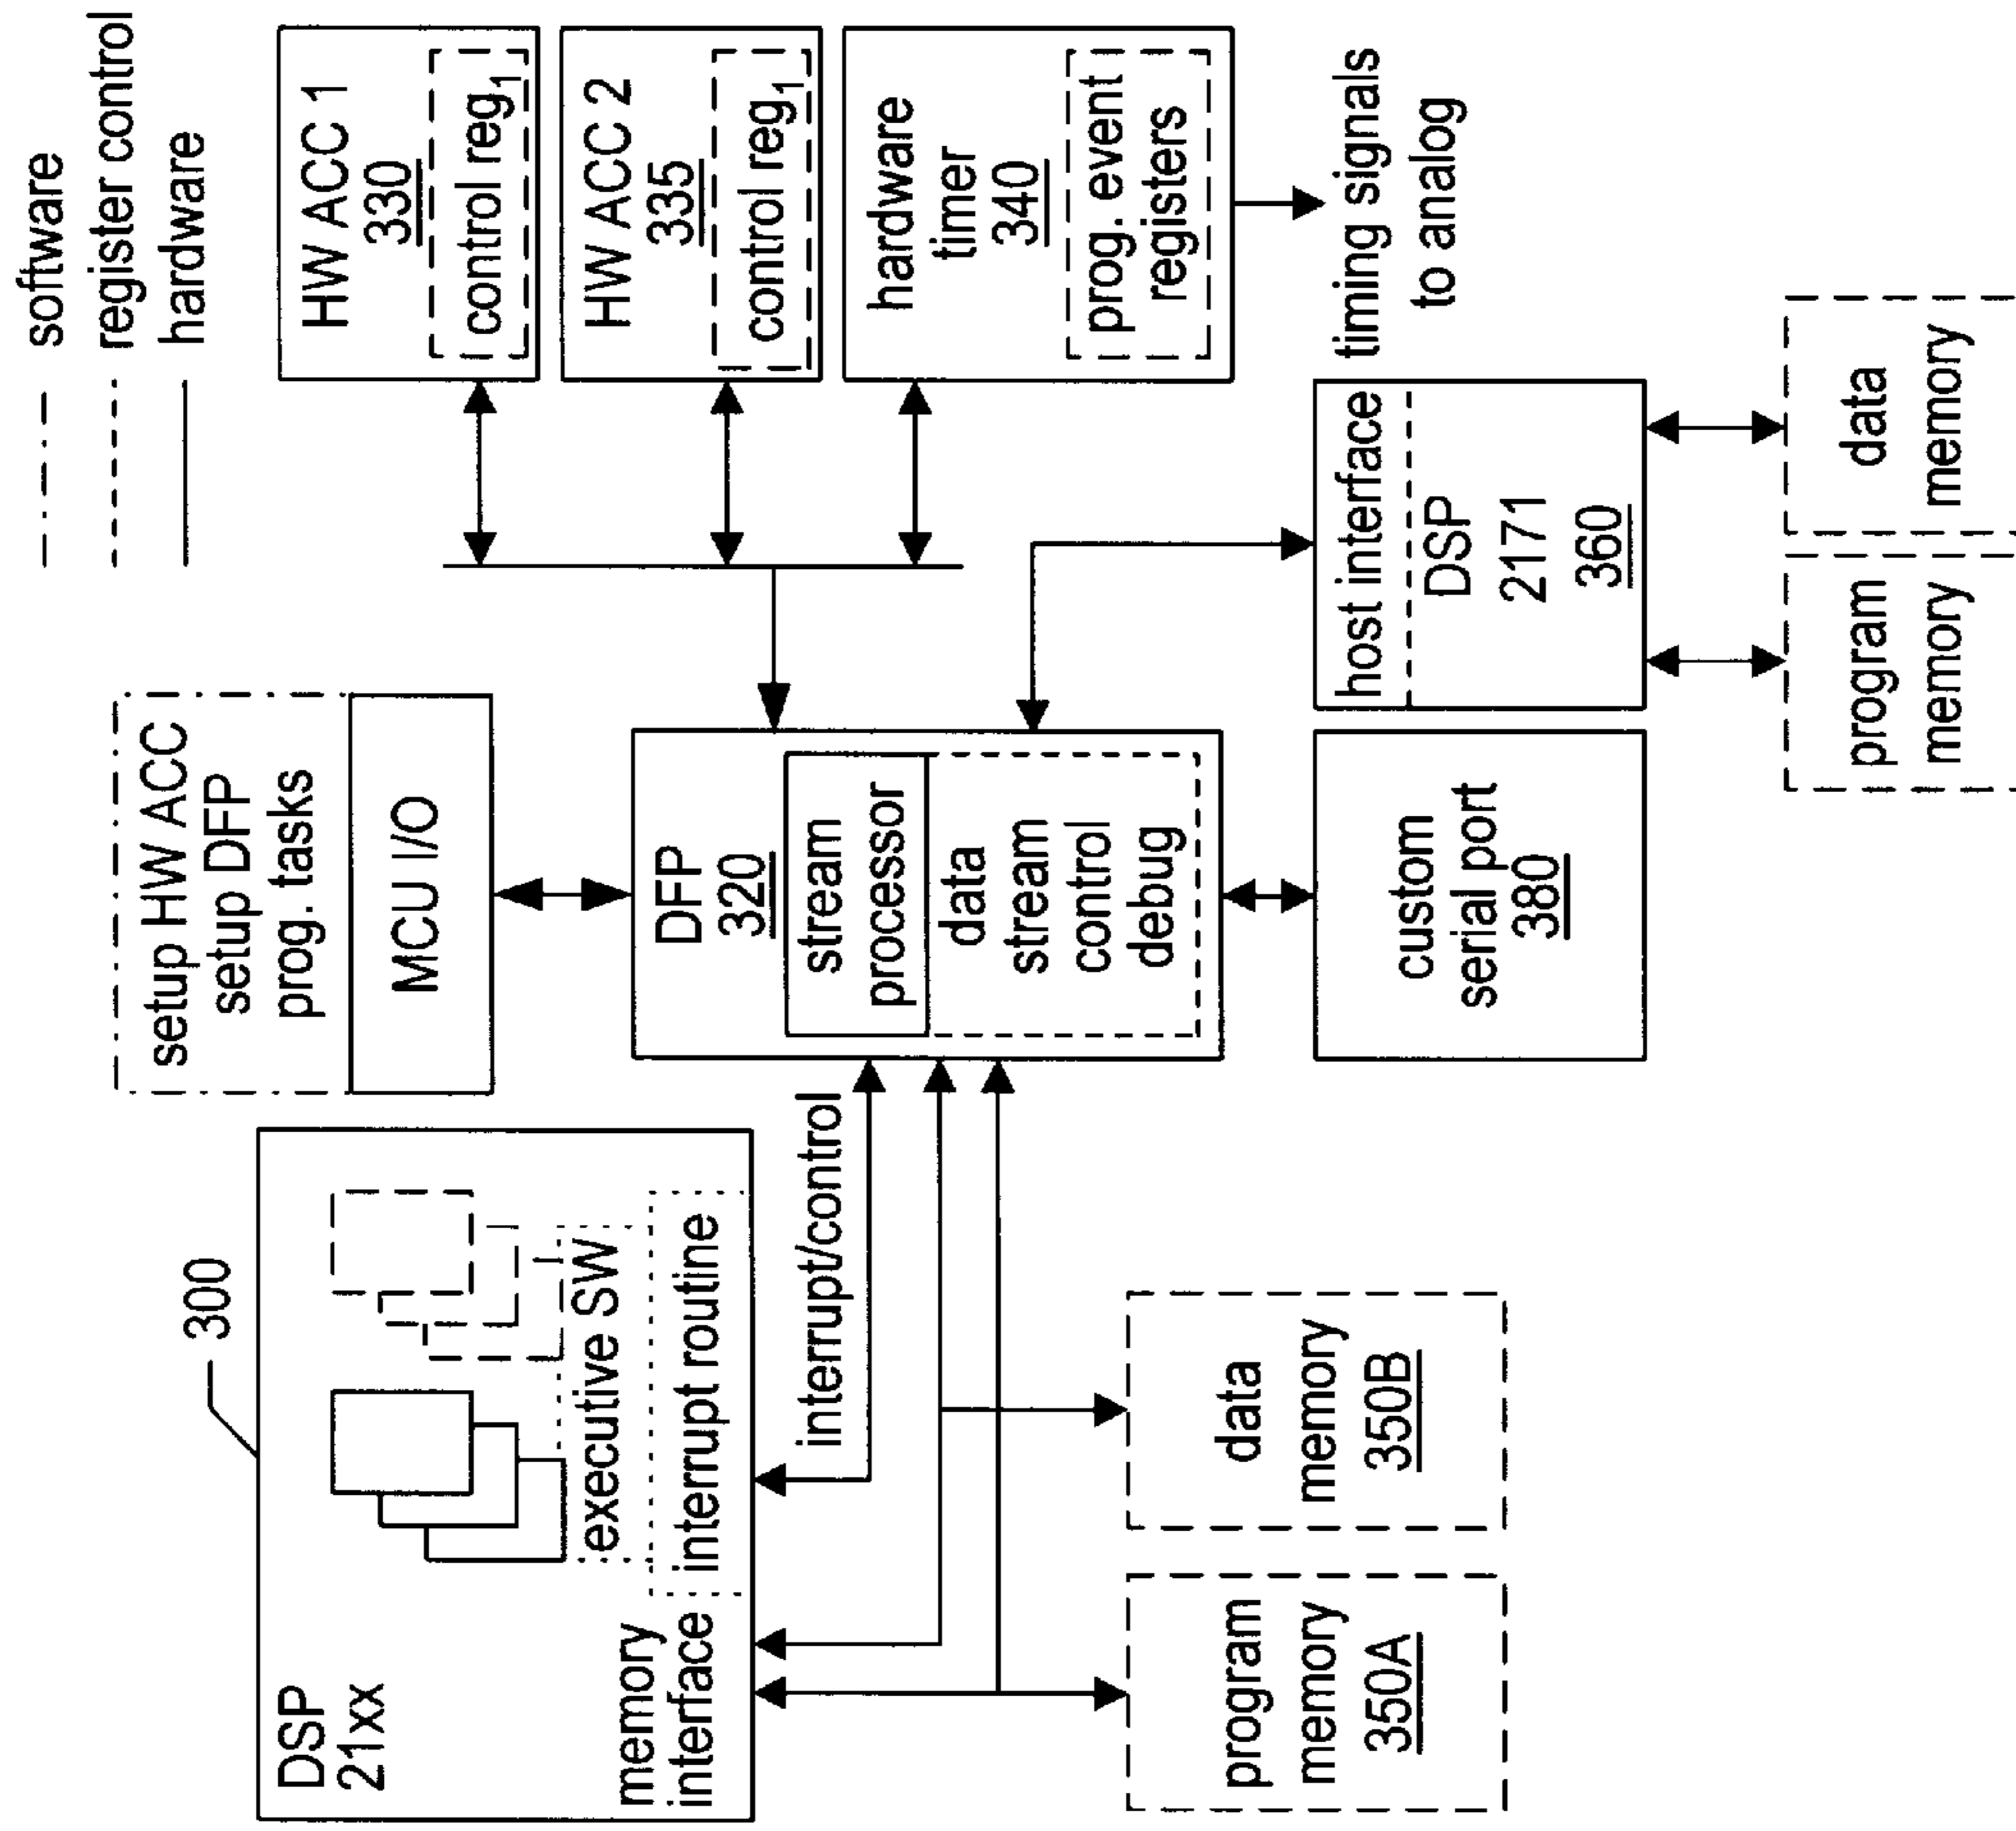 software
register control
hardware
300
DSP
21xx
executive SW
interrupt routine
memory
interface
setup HW ACC
setup DFP
prog. tasks
MCU I/O
HW ACC 1
330
control reg1
HW ACC 2
335
control reg1
hardware
timer
340
prog. event
registers
timing signals
to analog
interrupt/control
DFP
320
stream
processor
data
stream
control
debug
program
memory
350A
data
memory
350B
custom
serial port
380
host interface
DSP
2171
360
program
memory
data
memory